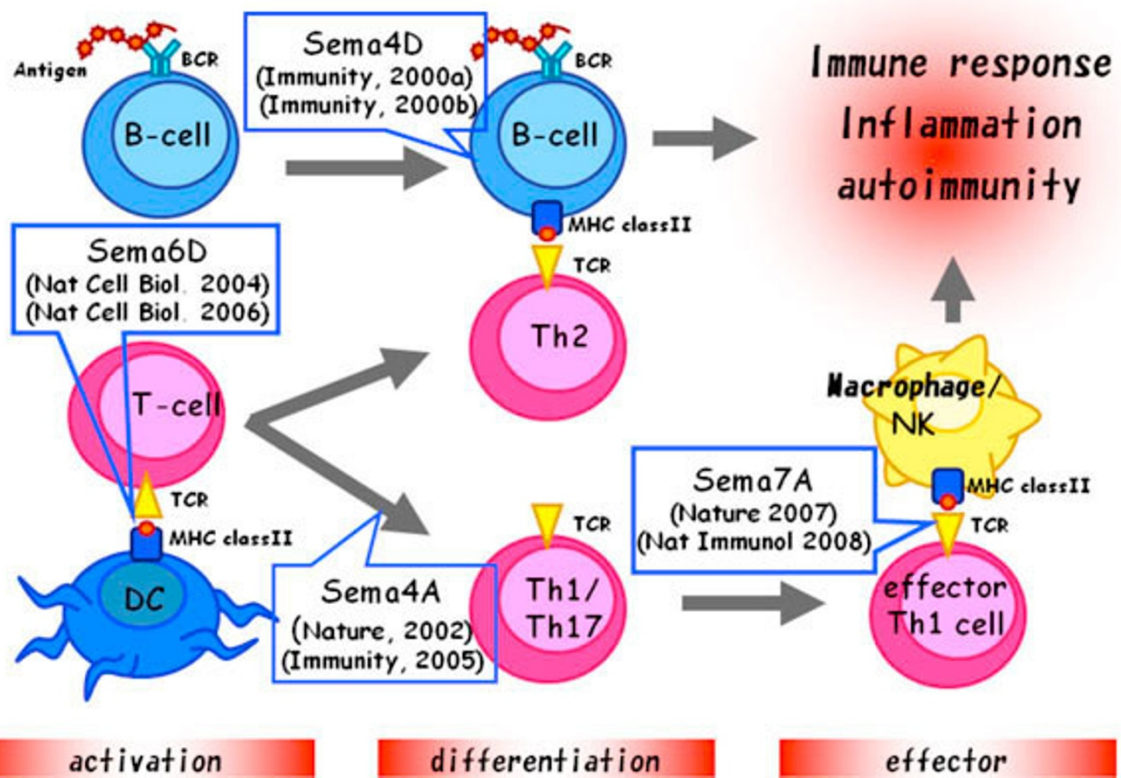 Antigen
BCR
B-cell
Sema4D
(Immunity, 2000a)
(Immunity, 2000b)
BCR
B-cell
MHC classII
TCR
Th2
Immune response
Inflammation
autoimmunity
Sema6D
(Nat Cell Biol. 2004)
(Nat Cell Biol. 2006)
T-cell
TCR
MHC classII
DC
Sema4A
(Nature, 2002)
(Immunity, 2005)
TCR
Th1/
Th17
Sema7A
(Nature 2007)
(Nat Immunol 2008)
Macrophage/
NK
MHC classII
TCR
effector
Th1 cell
activation
differentiation
effector